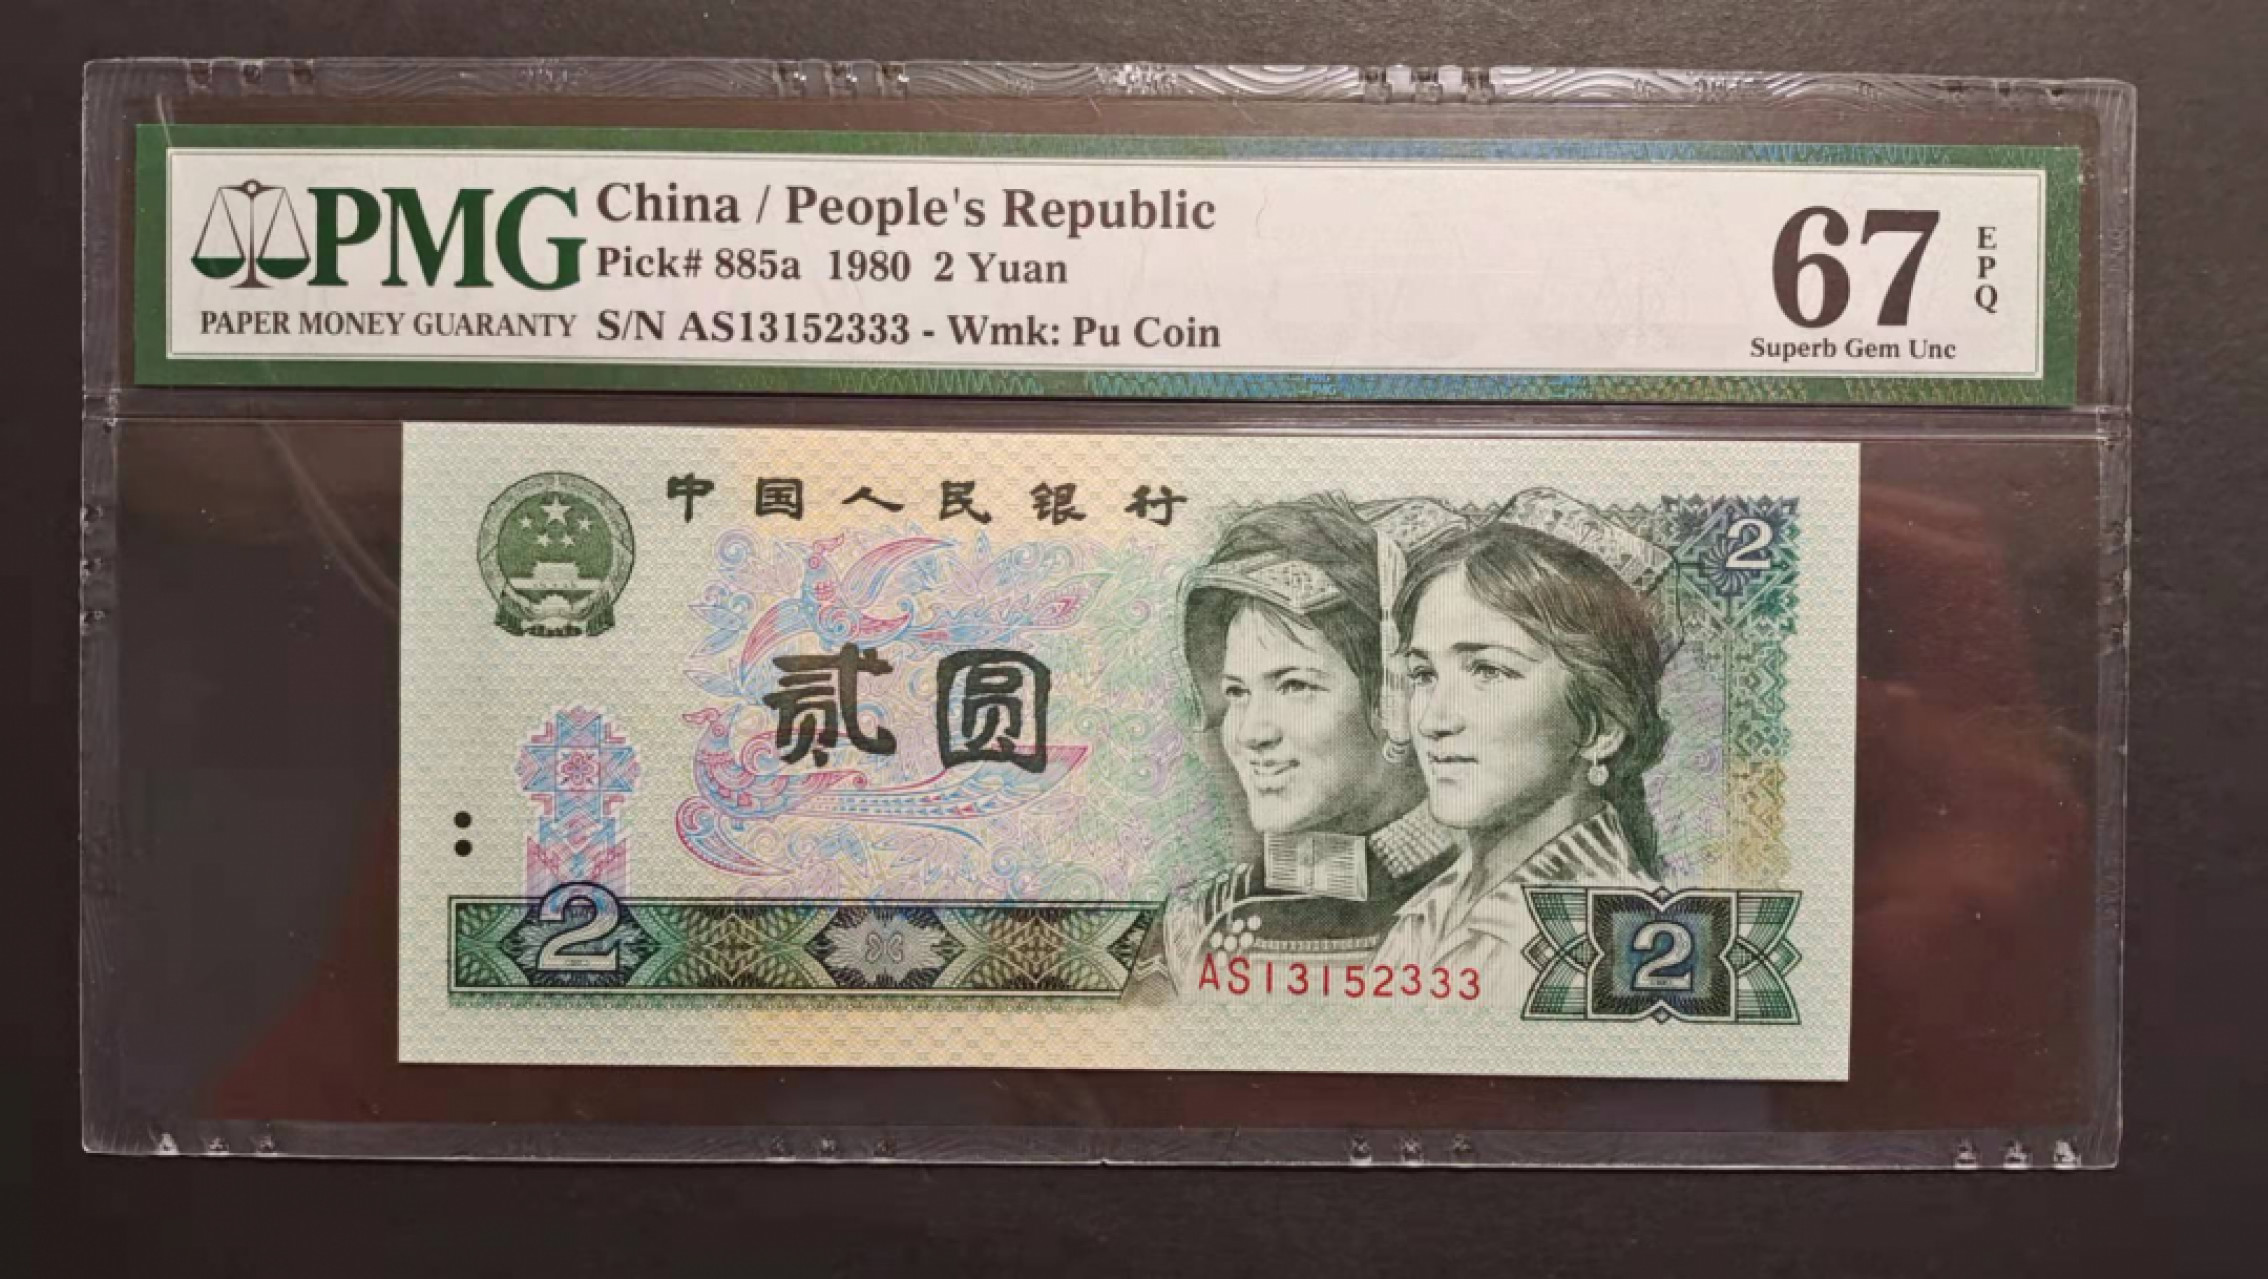 PMG
PAPER MONEY GUARANTY
China / People's Republic
Pick# 885a 1980 2 Yuan
S/N AS13152333 - Wmk: Pu Coin
67
EPQ
Superb Gem Unc
中国人民银行
2
贰圆
2
AS13152333
2